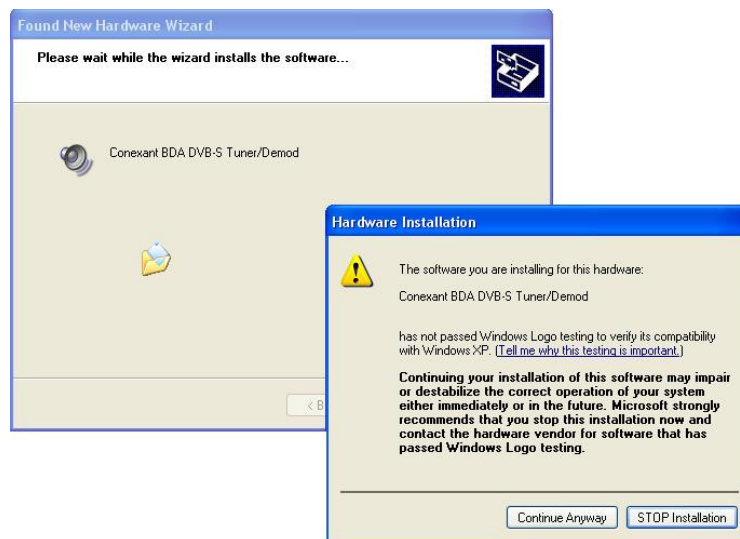 Found New Hardware Wizard
Please wait while the wizard installs the software...
Conexant BDA DVB-S Tuner/Demod
< B
Hardware Installation
The software you are installing for this hardware:
Conexant BDA DVB-S Tuner/Demod
has not passed Windows Logo testing to verify its compatibility
with Windows XP. (Tell me why this testing is important.)
Continuing your installation of this software may impair
or destabilize the correct operation of your system
either immediately or in the future. Microsoft strongly
recommends that you stop this installation now and
contact the hardware vendor for software that has
passed Windows Logo testing.
Continue Anyway
STOP Installation